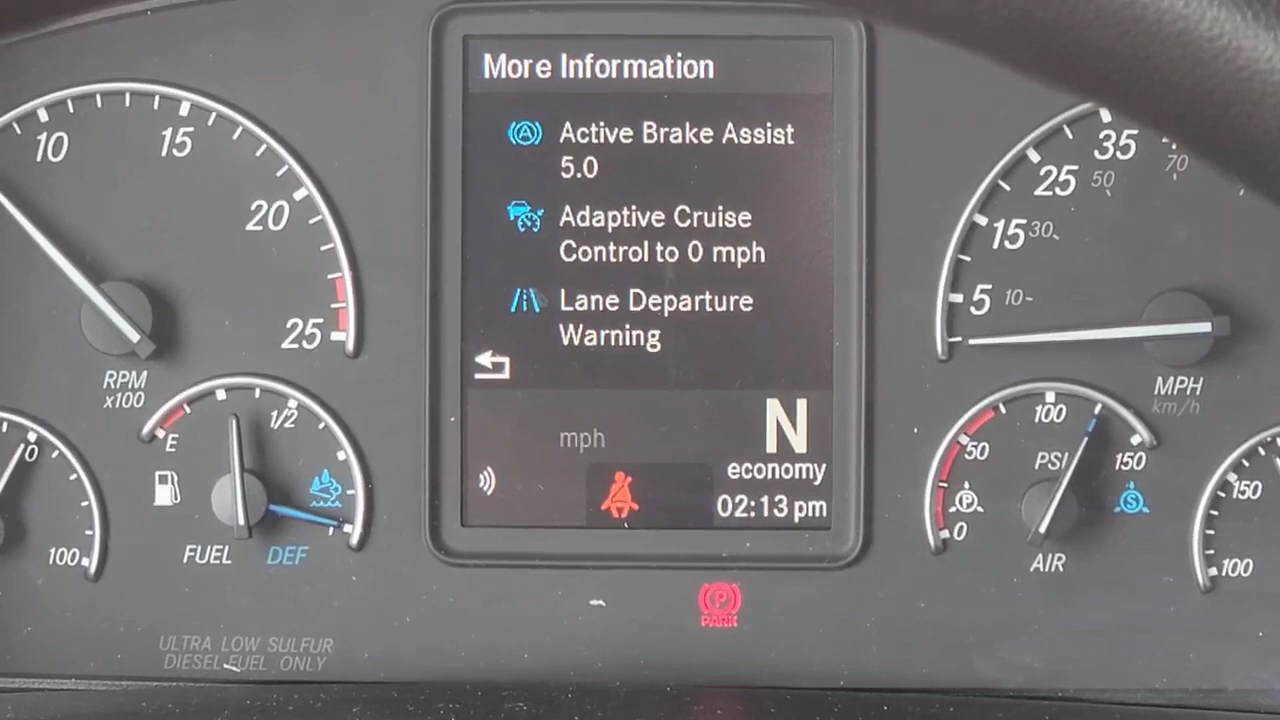 More Information
Active Brake Assist
5.0
Adaptive Cruise
Control to 0 mph
Lane Departure
Warning
mph
N
economy
02:13 pm
10
15
20
25
RPM
x100
E
1/2
FUEL
DEF
0
100
ULTRA LOW SULFUR
DIESEL FUEL ONLY
P
PARK
5
15
25
35
10
30
50
70
MPH
km/h
0
50
100
150
PSI
P
S
AIR
150
100